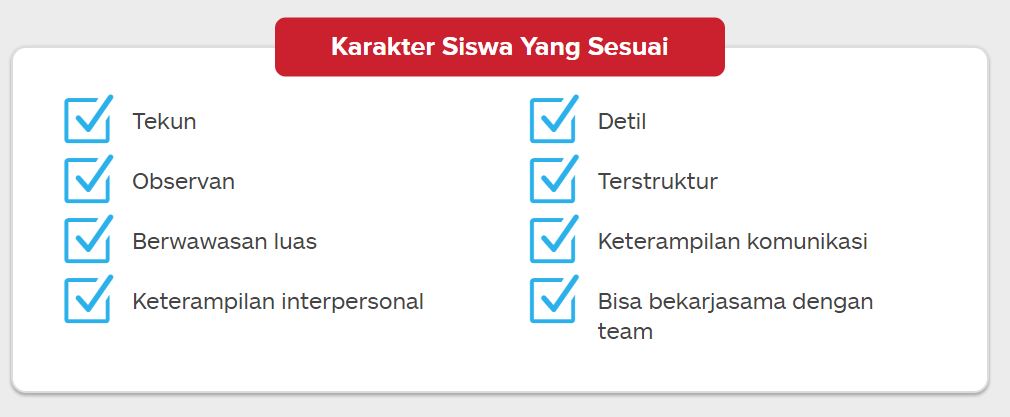 Karakter Siswa Yang Sesuai
Tekun
Observan
Berwawasan luas
Keterampilan interpersonal
Detil
Terstruktur
Keterampilan komunikasi
Bisa bekarjasama dengan
team